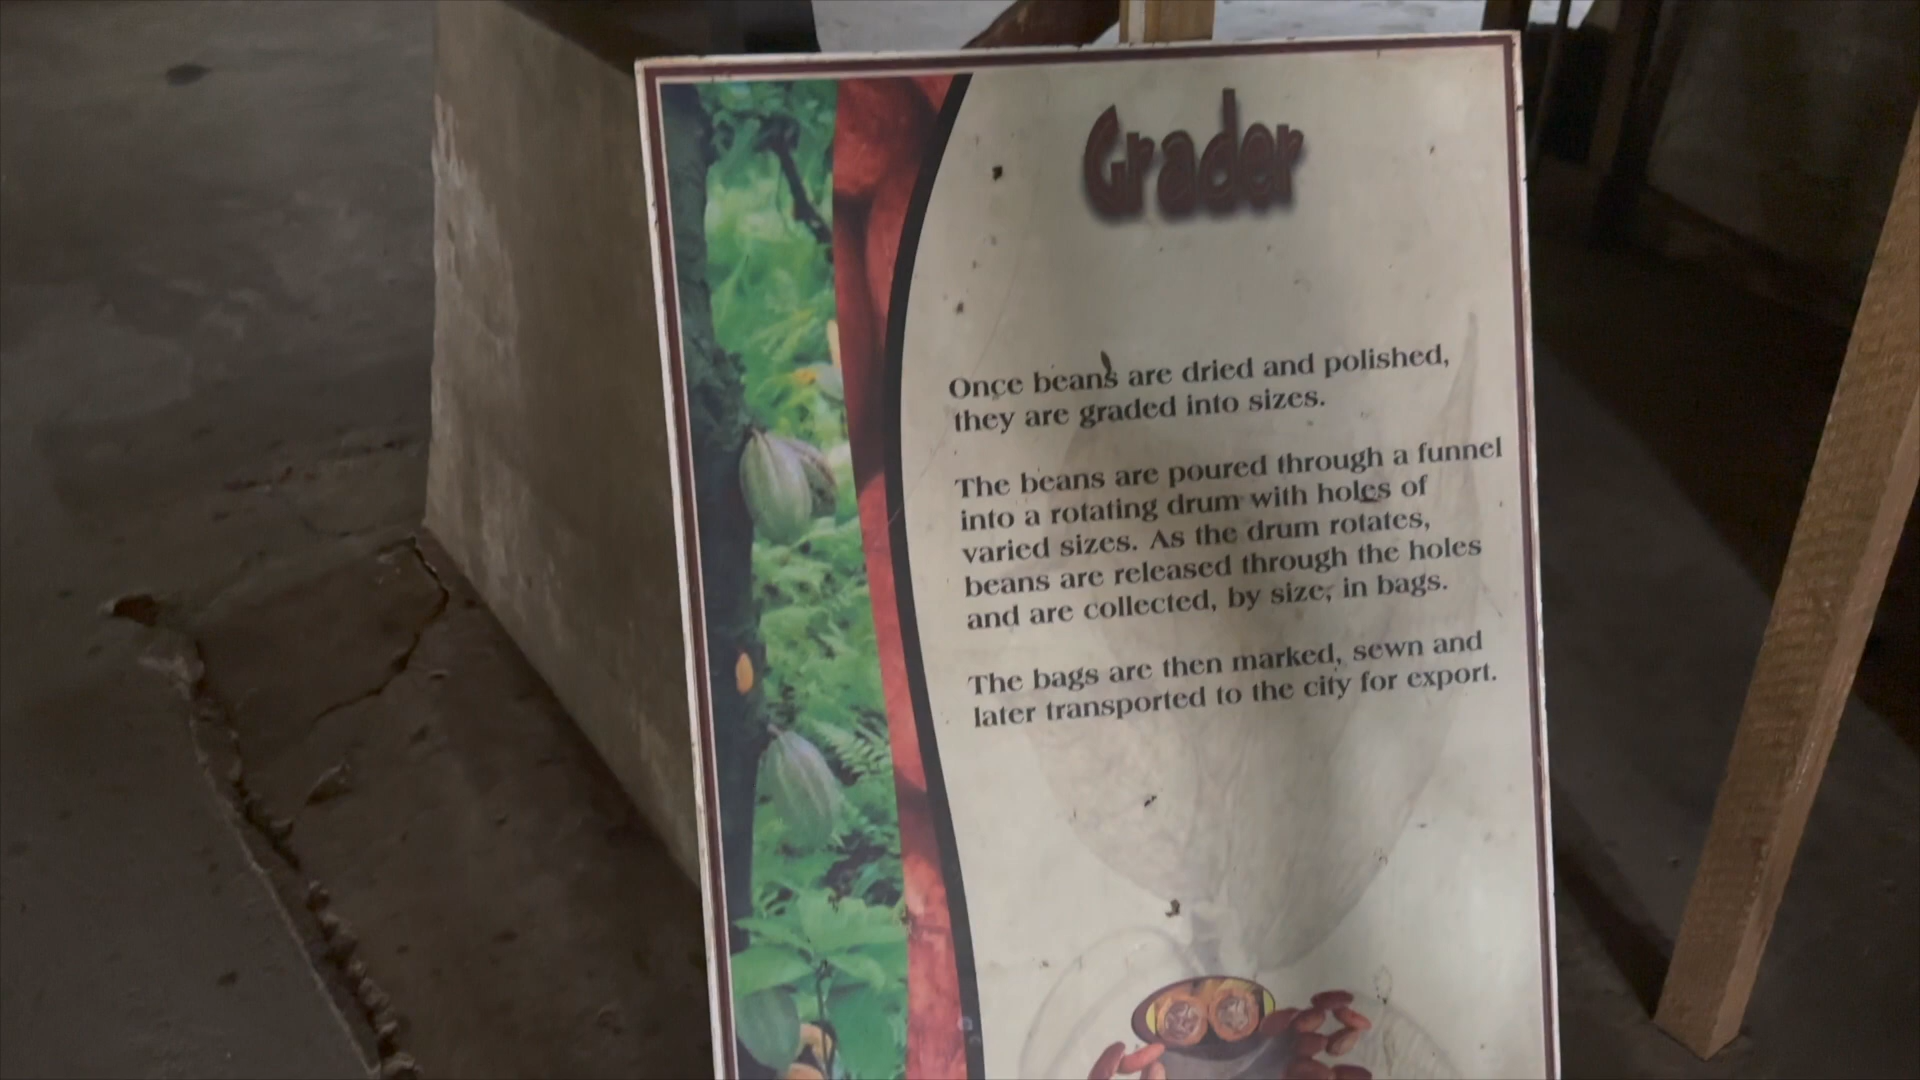 Grader
Once beans are dried and polished,
they are graded into sizes.
The beans are poured through a funnel
into a rotating drum with holes of
varied sizes. As the drum rotates,
beans are released through the holes
and are collected, by size, in bags.
The bags are then marked, sewn and
later transported to the city for export.